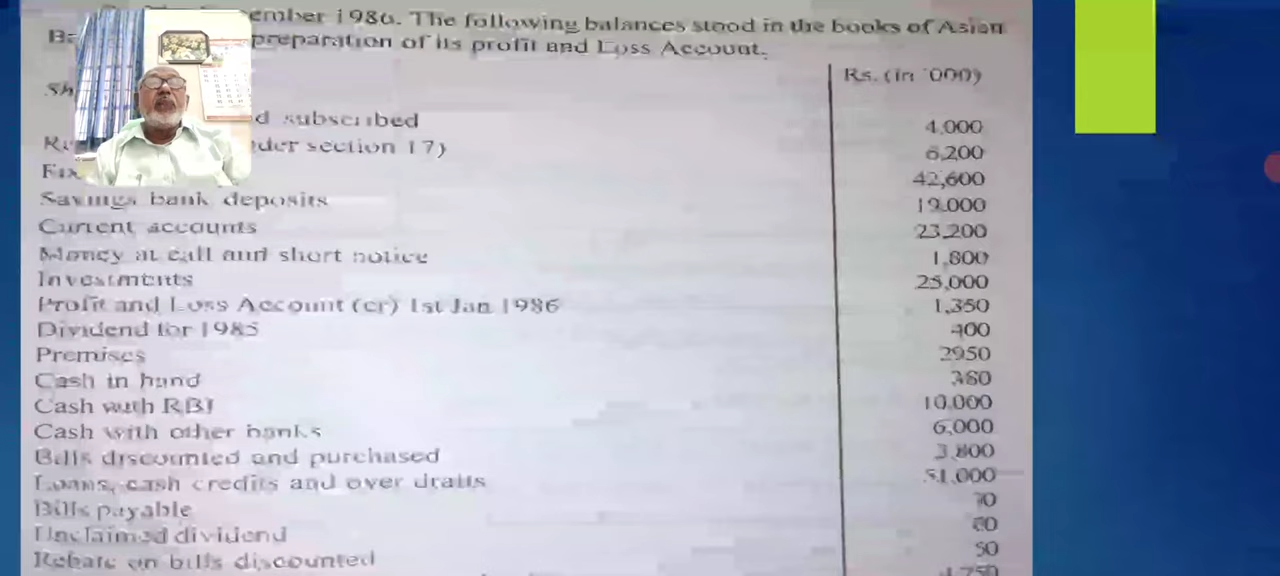 ember 1986. The following balances stood in the books of Asian
preparation of its profit and Loss Account.
Rs. (in '000)
Sh
d subscribed 4,000
der section 17) 6,200
Fix 42,600
Savings bank deposits 19,000
Current accounts 23,200
Money at call and short notice 1,800
Investments 25,000
Profit and Loss Account (cr) 1st Jan 1986 1,350
Dividend for 1985 400
Premises 2950
Cash in hand 380
Cash with RBI 10,000
Cash with other banks 6,000
Bills discounted and purchased 3,800
Loans, cash credits and over drafts 51,000
Bills payable 70
Unclaimed dividend 60
Rebate on bills discounted 50
750